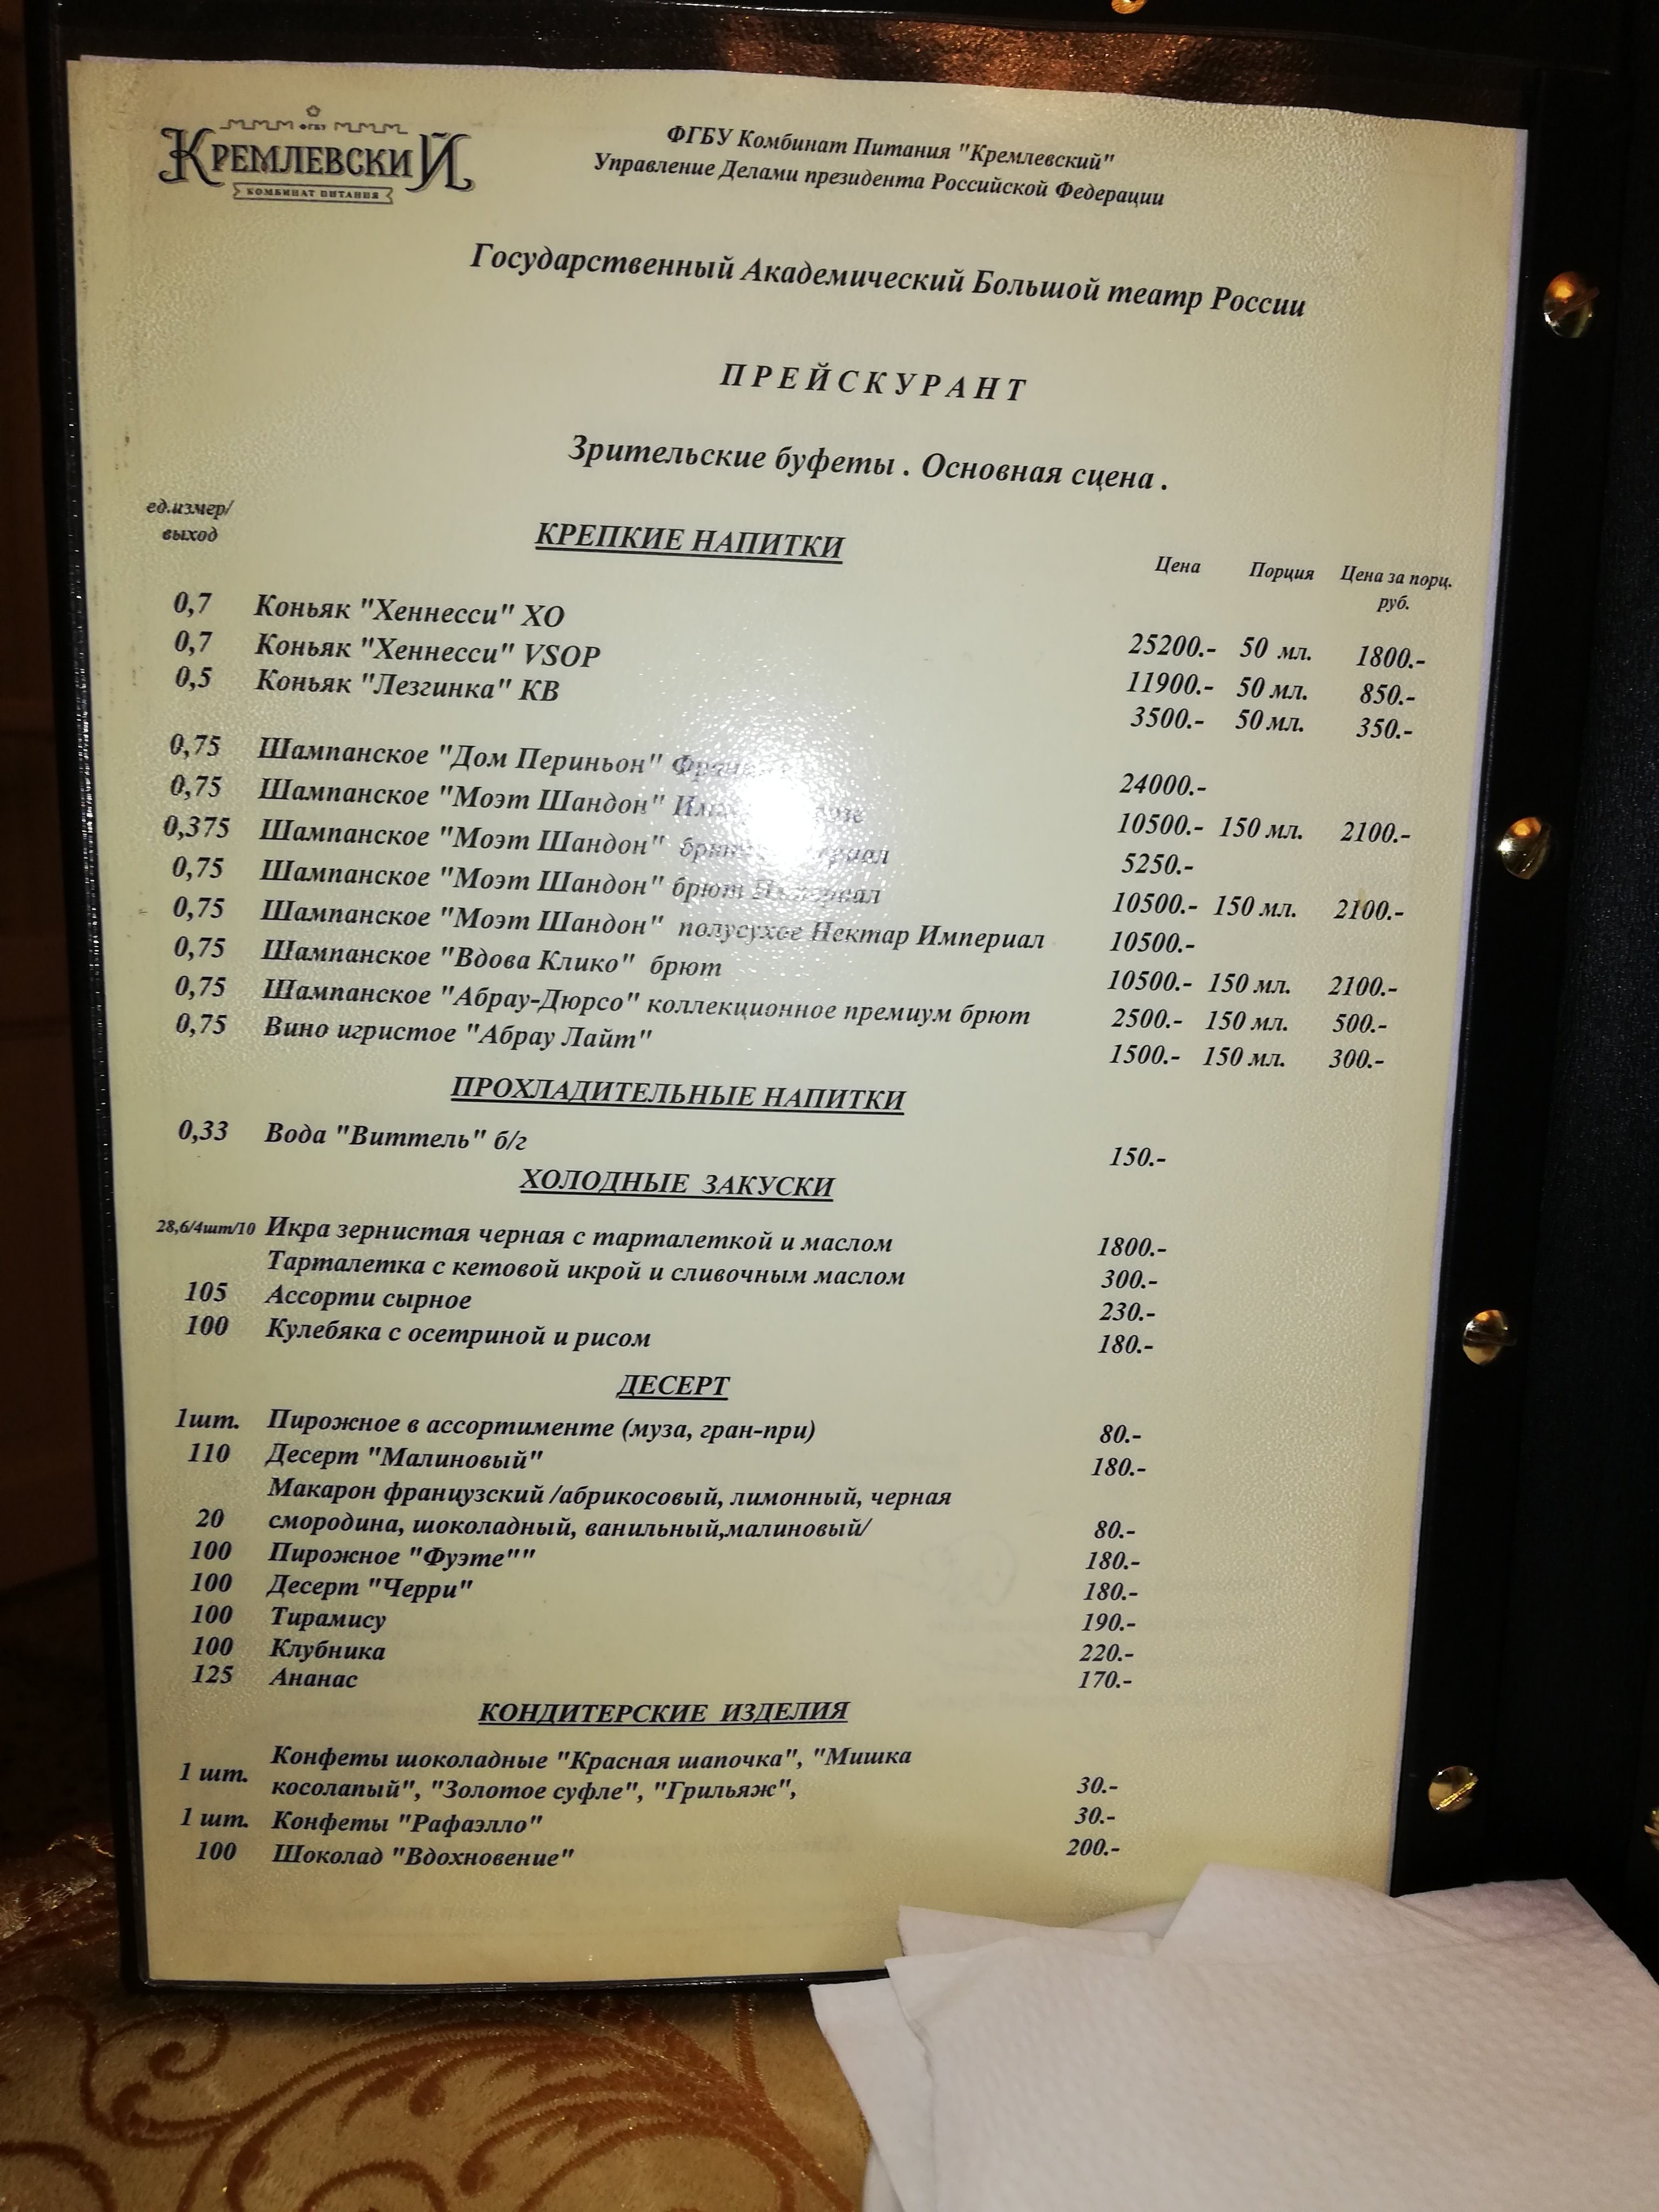 ФГБУ
КРЕМЛЕВСКИЙ
КОМБИНАТ ПИТАНИЯ
ФГБУ Комбинат Питания "Кремлевский"
Управление Делами президента Российской Федерации
Государственный Академический Большой театр России
ПРЕЙСКУРАНТ
Зрительские буфеты . Основная сцена .
ед.измер/
выход
КРЕПКИЕ НАПИТКИ
Цена Порция Цена за порц.
руб.
0,7 Коньяк "Хеннесси" ХО 25200.- 50 мл. 1800.-
0,7 Коньяк "Хеннесси" VSOP 11900.- 50 мл. 850.-
0,5 Коньяк "Лезгинка" КВ 3500.- 50 мл. 350.-
0,75 Шампанское "Дом Периньон" 24000.-
0,75 Шампанское "Моэт Шандон" 10500.- 150 мл. 2100.-
0,375 Шампанское "Моэт Шандон" 5250.-
0,75 Шампанское "Моэт Шандон" брют Империал 10500.- 150 мл. 2100.-
0,75 Шампанское "Моэт Шандон" полусухое Нектар Империал 10500.-
0,75 Шампанское "Вдова Клико" брют 10500.- 150 мл. 2100.-
0,75 Шампанское "Абрау-Дюрсо" коллекционное премиум брют 2500.- 150 мл. 500.-
0,75 Вино игристое "Абрау Лайт" 1500.- 150 мл. 300.-
ПРОХЛАДИТЕЛЬНЫЕ НАПИТКИ
0,33 Вода "Виттель" б/г 150.-
ХОЛОДНЫЕ ЗАКУСКИ
28,6/4шт/10 Икра зернистая черная с тарталеткой и маслом 1800.-
Тарталетка с кетовой икрой и сливочным маслом 300.-
105 Ассорти сырное 230.-
100 Кулебяка с осетриной и рисом 180.-
ДЕСЕРТ
1шт. Пирожное в ассортименте (муза, гран-при) 80.-
110 Десерт "Малиновый" 180.-
Макарон французский /абрикосовый, лимонный, черная
20 смородина, шоколадный, ванильный,малиновый/ 80.-
100 Пирожное "Фуэте"" 180.-
100 Десерт "Черри" 180.-
100 Тирамису 190.-
100 Клубника 220.-
125 Ананас 170.-
КОНДИТЕРСКИЕ ИЗДЕЛИЯ
Конфеты шоколадные "Красная шапочка", "Мишка
1 шт. косолапый", "Золотое суфле", "Грильяж", 30.-
1 шт. Конфеты "Рафаэлло" 30.-
100 Шоколад "Вдохновение" 200.-